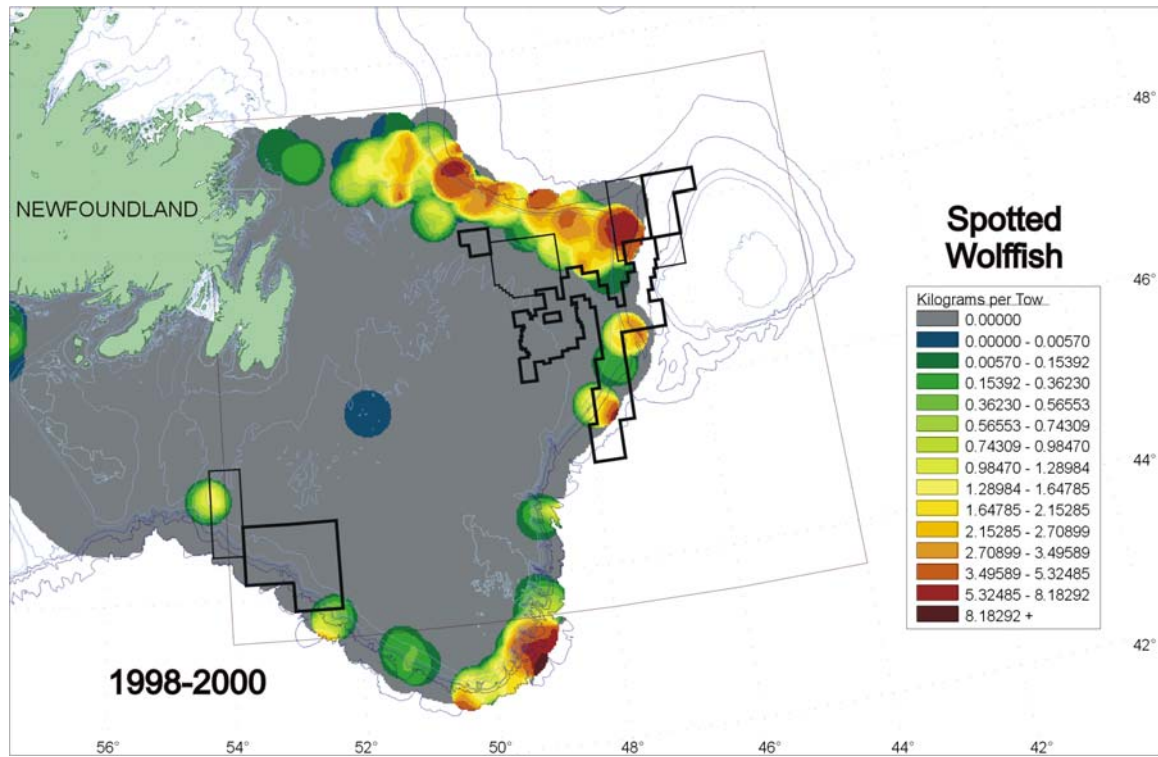 48°
NEWFOUNDLAND
Spotted
Wolffish
46°
Kilograms per Tow
0.00000
0.00000 - 0.00570
0.00570 - 0.15392
0.15392 - 0.36230
0.36230 - 0.56553
0.56553 - 0.74309
0.74309 - 0.98470
0.98470 - 1.28984
1.28984 - 1.64785
1.64785 - 2.15285
2.15285 - 2.70899
2.70899 - 3.49589
3.49589 - 5.32485
5.32485 - 8.18292
8.18292 +
44°
42°
1998-2000
56° 54° 52° 50° 48° 46° 44° 42°